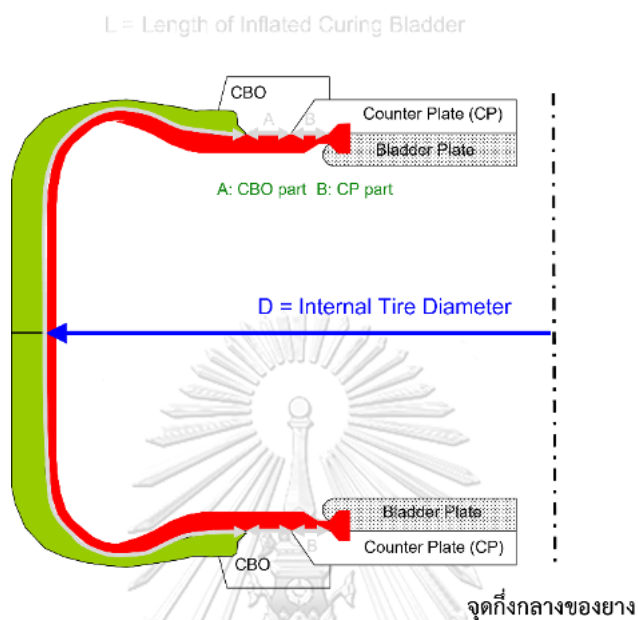 L = Length of Inflated Curing Bladder
CBO
Counter Plate (CP)
A
B
Bladder Plate
A: CBO part B: CP part
D = Internal Tire Diameter
Bladder Plate
A
B
Counter Plate (CP)
CBO
จุดกึ่งกลางของยาง